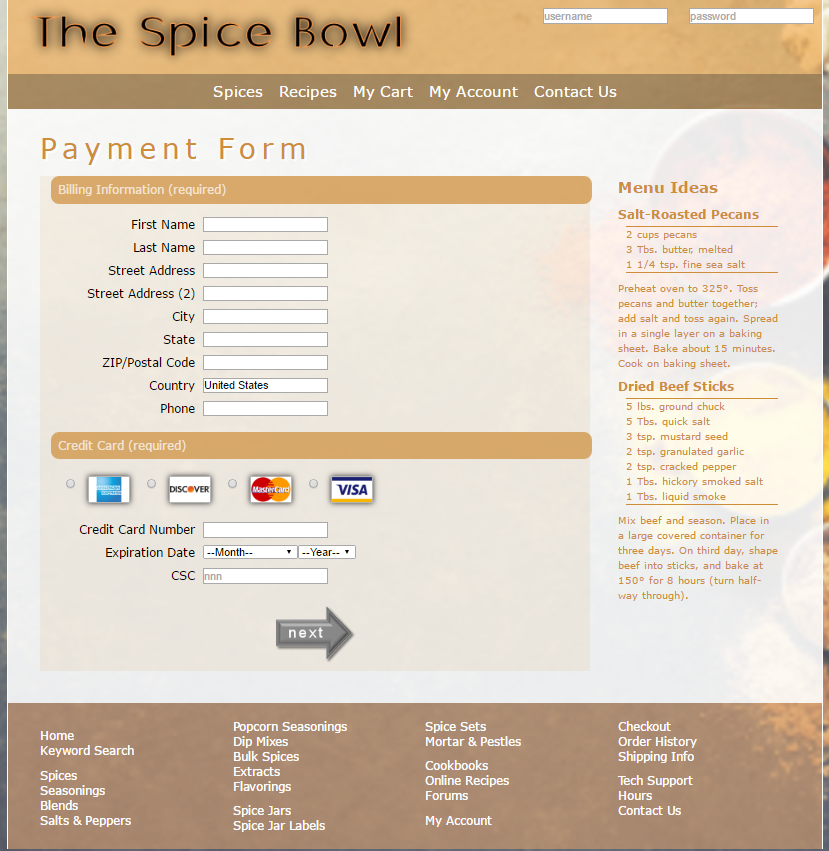 The Spice Bowl
username password
Spices Recipes My Cart My Account Contact Us
Payment Form
Billing Information (required)
First Name
Last Name
Street Address
Street Address (2)
City
State
ZIP/Postal Code
Country United States
Phone
Credit Card (required)
DISCOVER
MasterCard
VISA
Credit Card Number
Expiration Date --Month-- --Year--
CSC nnn
next
Menu Ideas
Salt-Roasted Pecans
2 cups pecans
3 Tbs. butter, melted
1 1/4 tsp. fine sea salt
Preheat oven to 325°. Toss
pecans and butter together;
add salt and toss again. Spread
in a single layer on a baking
sheet. Bake about 15 minutes.
Cook on baking sheet.
Dried Beef Sticks
5 lbs. ground chuck
5 Tbs. quick salt
3 tsp. mustard seed
2 tsp. granulated garlic
2 tsp. cracked pepper
1 Tbs. hickory smoked salt
1 Tbs. liquid smoke
Mix beef and season. Place in
a large covered container for
three days. On third day, shape
beef into sticks, and bake at
150° for 8 hours (turn half-
way through).
Home
Keyword Search
Spices
Seasonings
Blends
Salts & Peppers
Popcorn Seasonings
Dip Mixes
Bulk Spices
Extracts
Flavorings
Spice Jars
Spice Jar Labels
Spice Sets
Mortar & Pestles
Cookbooks
Online Recipes
Forums
My Account
Checkout
Order History
Shipping Info
Tech Support
Hours
Contact Us